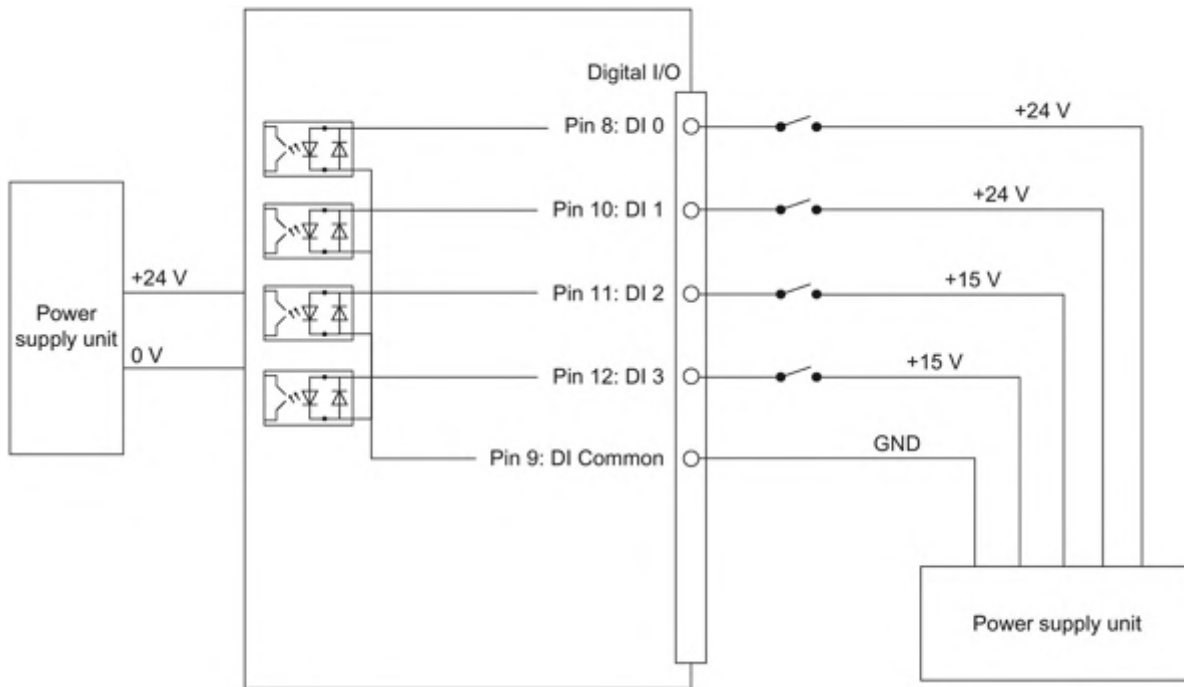 Digital I/O
Pin 8: DI 0
+24 V
Pin 10: DI 1
+24 V
Pin 11: DI 2
+15 V
Pin 12: DI 3
+15 V
Pin 9: DI Common
GND
+24 V
Power
supply unit
0 V
Power supply unit